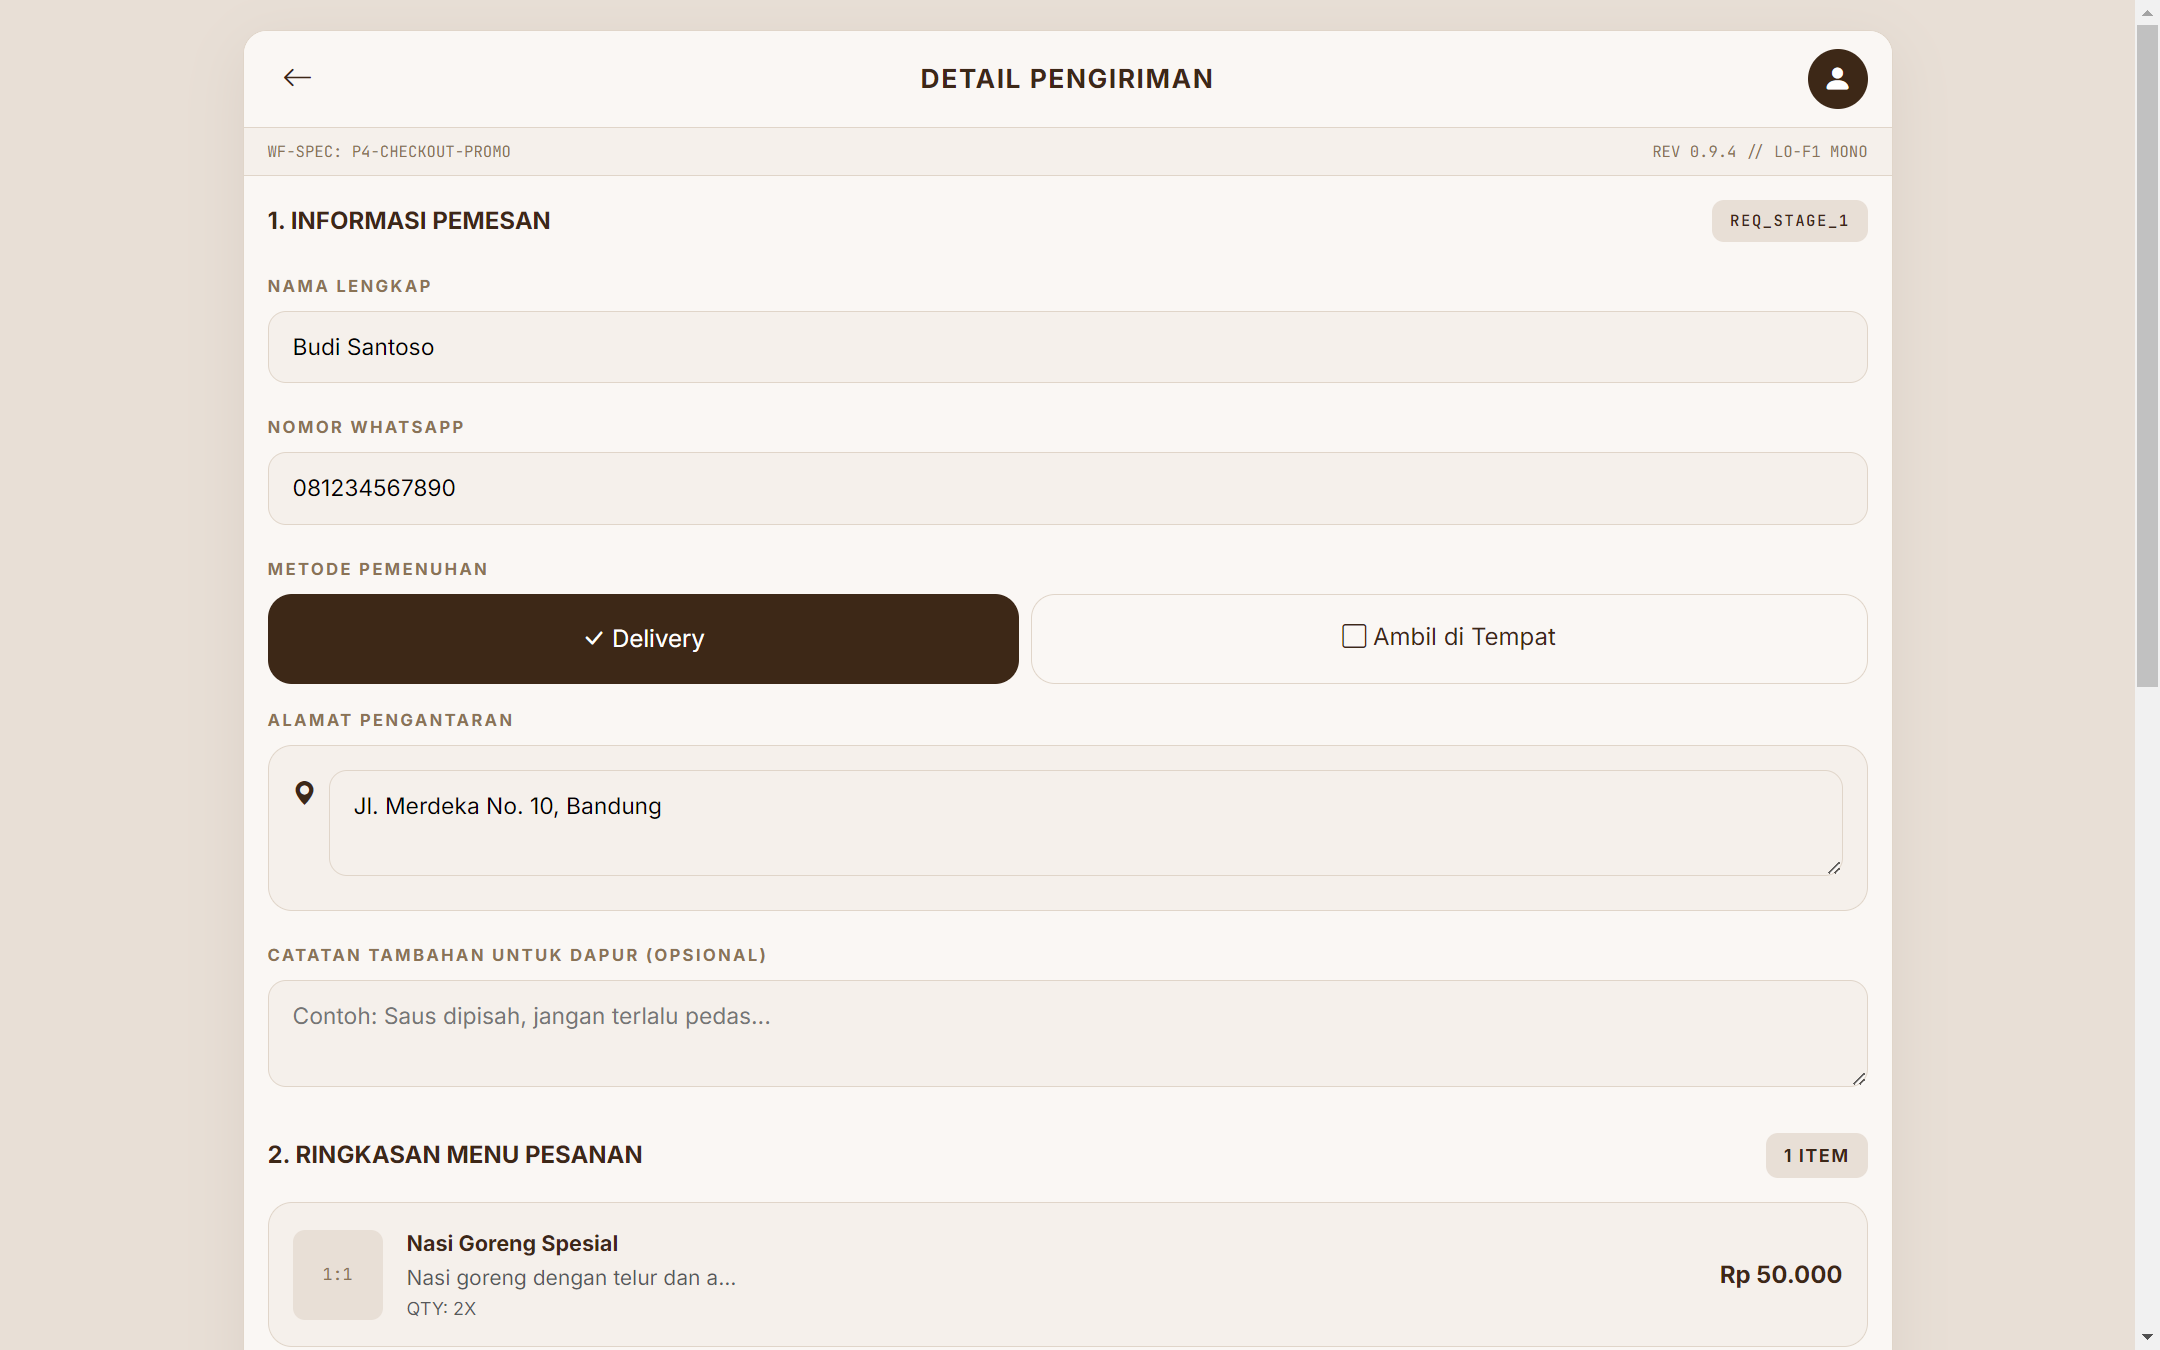 DETAIL PENGIRIMAN
WF-SPEC: P4-CHECKOUT-PROMO
REV 0.9.4 // LO-F1 MONO
1. INFORMASI PEMESAN
REQ_STAGE_1
NAMA LENGKAP
Budi Santoso
NOMOR WHATSAPP
081234567890
METODE PEMENUHAN
Delivery
Ambil di Tempat
ALAMAT PENGANTARAN
Jl. Merdeka No. 10, Bandung
CATATAN TAMBAHAN UNTUK DAPUR (OPSIONAL)
Contoh: Saus dipisah, jangan terlalu pedas...
2. RINGKASAN MENU PESANAN
1 ITEM
1:1
Nasi Goreng Spesial
Nasi goreng dengan telur dan a...
QTY: 2X
Rp 50.000